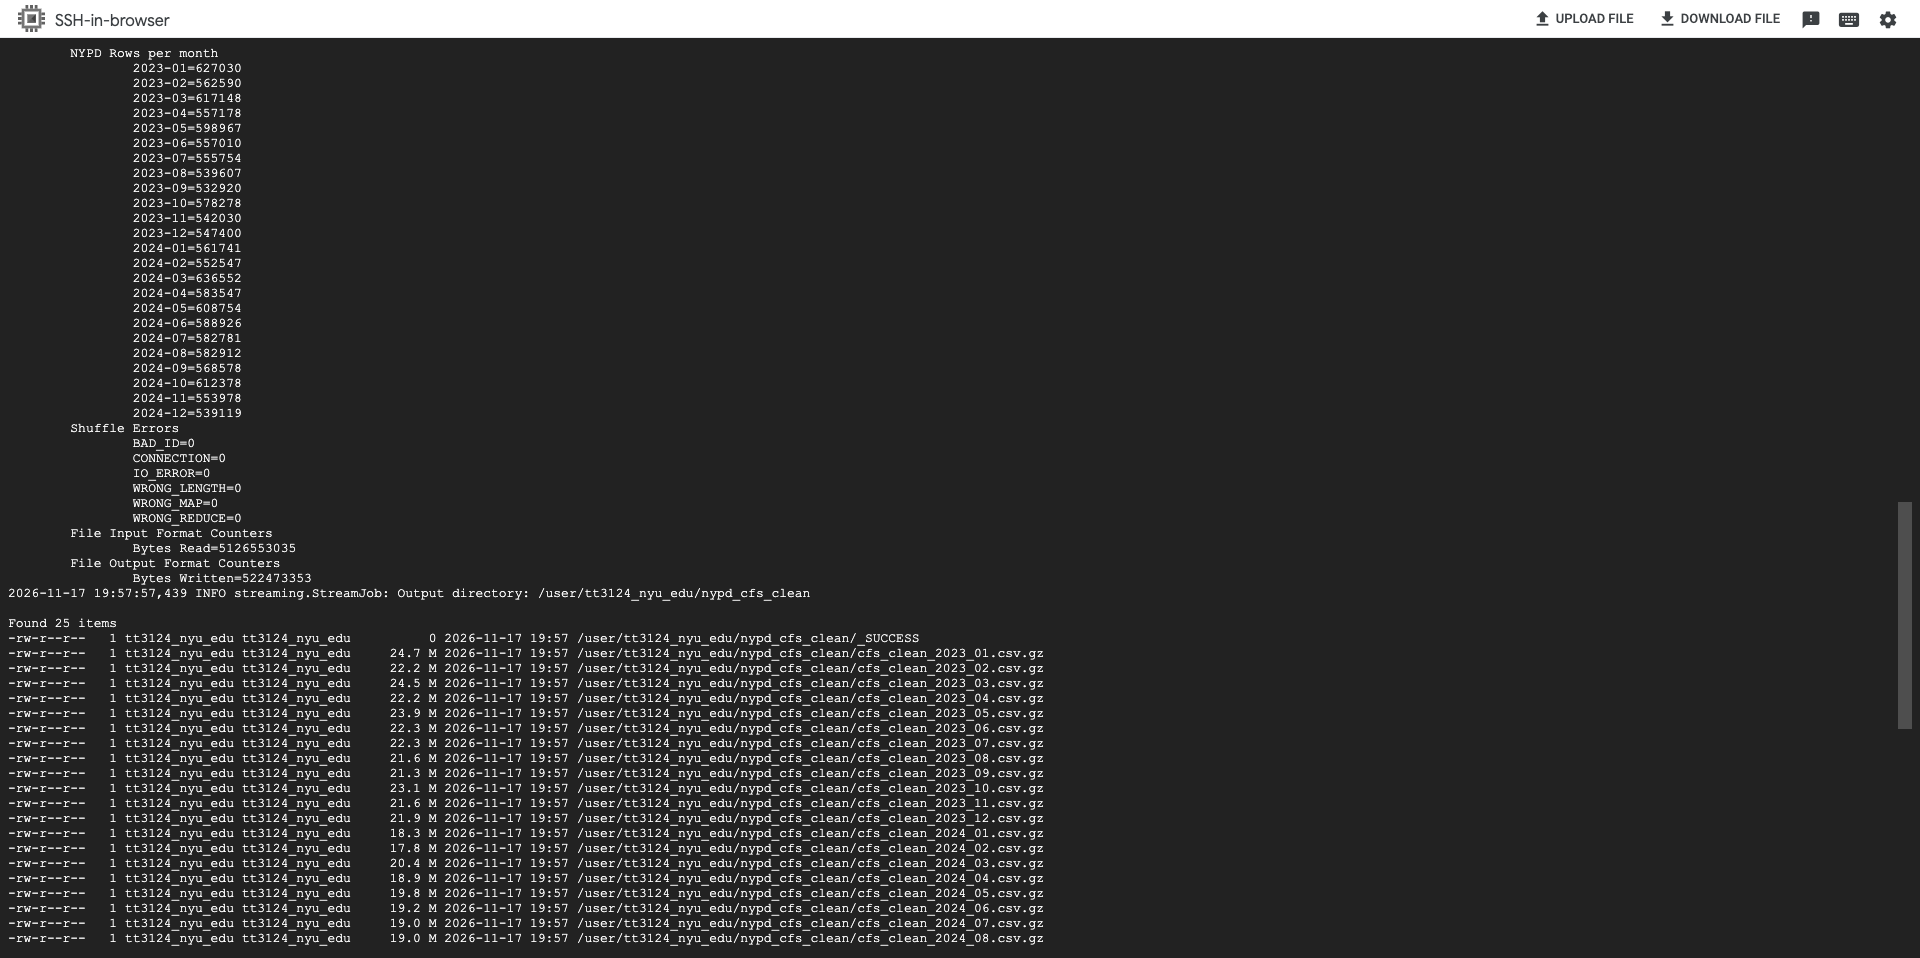 SSH-in-browser
UPLOAD FILE
DOWNLOAD FILE
NYPD Rows per month
2023-01=627030
2023-02=562590
2023-03=617148
2023-04=557178
2023-05=598967
2023-06=557010
2023-07=555754
2023-08=539607
2023-09=532920
2023-10=578278
2023-11=542030
2023-12=547400
2024-01=561741
2024-02=552547
2024-03=636552
2024-04=583547
2024-05=608754
2024-06=588926
2024-07=582781
2024-08=582912
2024-09=568578
2024-10=612378
2024-11=553978
2024-12=539119
Shuffle Errors
BAD_ID=0
CONNECTION=0
IO_ERROR=0
WRONG_LENGTH=0
WRONG_MAP=0
WRONG_REDUCE=0
File Input Format Counters
Bytes Read=5126553035
File Output Format Counters
Bytes Written=522473353
2026-11-17 19:57:57,439 INFO streaming.StreamJob: Output directory: /user/tt3124_nyu_edu/nypd_cfs_clean
Found 25 items
-rw-r--r--   1 tt3124_nyu_edu tt3124_nyu_edu          0 2026-11-17 19:57 /user/tt3124_nyu_edu/nypd_cfs_clean/_SUCCESS
-rw-r--r--   1 tt3124_nyu_edu tt3124_nyu_edu     24.7 M 2026-11-17 19:57 /user/tt3124_nyu_edu/nypd_cfs_clean/cfs_clean_2023_01.csv.gz
-rw-r--r--   1 tt3124_nyu_edu tt3124_nyu_edu     22.2 M 2026-11-17 19:57 /user/tt3124_nyu_edu/nypd_cfs_clean/cfs_clean_2023_02.csv.gz
-rw-r--r--   1 tt3124_nyu_edu tt3124_nyu_edu     24.5 M 2026-11-17 19:57 /user/tt3124_nyu_edu/nypd_cfs_clean/cfs_clean_2023_03.csv.gz
-rw-r--r--   1 tt3124_nyu_edu tt3124_nyu_edu     22.2 M 2026-11-17 19:57 /user/tt3124_nyu_edu/nypd_cfs_clean/cfs_clean_2023_04.csv.gz
-rw-r--r--   1 tt3124_nyu_edu tt3124_nyu_edu     23.9 M 2026-11-17 19:57 /user/tt3124_nyu_edu/nypd_cfs_clean/cfs_clean_2023_05.csv.gz
-rw-r--r--   1 tt3124_nyu_edu tt3124_nyu_edu     22.3 M 2026-11-17 19:57 /user/tt3124_nyu_edu/nypd_cfs_clean/cfs_clean_2023_06.csv.gz
-rw-r--r--   1 tt3124_nyu_edu tt3124_nyu_edu     22.3 M 2026-11-17 19:57 /user/tt3124_nyu_edu/nypd_cfs_clean/cfs_clean_2023_07.csv.gz
-rw-r--r--   1 tt3124_nyu_edu tt3124_nyu_edu     21.6 M 2026-11-17 19:57 /user/tt3124_nyu_edu/nypd_cfs_clean/cfs_clean_2023_08.csv.gz
-rw-r--r--   1 tt3124_nyu_edu tt3124_nyu_edu     21.3 M 2026-11-17 19:57 /user/tt3124_nyu_edu/nypd_cfs_clean/cfs_clean_2023_09.csv.gz
-rw-r--r--   1 tt3124_nyu_edu tt3124_nyu_edu     23.1 M 2026-11-17 19:57 /user/tt3124_nyu_edu/nypd_cfs_clean/cfs_clean_2023_10.csv.gz
-rw-r--r--   1 tt3124_nyu_edu tt3124_nyu_edu     21.6 M 2026-11-17 19:57 /user/tt3124_nyu_edu/nypd_cfs_clean/cfs_clean_2023_11.csv.gz
-rw-r--r--   1 tt3124_nyu_edu tt3124_nyu_edu     21.9 M 2026-11-17 19:57 /user/tt3124_nyu_edu/nypd_cfs_clean/cfs_clean_2023_12.csv.gz
-rw-r--r--   1 tt3124_nyu_edu tt3124_nyu_edu     18.3 M 2026-11-17 19:57 /user/tt3124_nyu_edu/nypd_cfs_clean/cfs_clean_2024_01.csv.gz
-rw-r--r--   1 tt3124_nyu_edu tt3124_nyu_edu     17.8 M 2026-11-17 19:57 /user/tt3124_nyu_edu/nypd_cfs_clean/cfs_clean_2024_02.csv.gz
-rw-r--r--   1 tt3124_nyu_edu tt3124_nyu_edu     20.4 M 2026-11-17 19:57 /user/tt3124_nyu_edu/nypd_cfs_clean/cfs_clean_2024_03.csv.gz
-rw-r--r--   1 tt3124_nyu_edu tt3124_nyu_edu     18.9 M 2026-11-17 19:57 /user/tt3124_nyu_edu/nypd_cfs_clean/cfs_clean_2024_04.csv.gz
-rw-r--r--   1 tt3124_nyu_edu tt3124_nyu_edu     19.8 M 2026-11-17 19:57 /user/tt3124_nyu_edu/nypd_cfs_clean/cfs_clean_2024_05.csv.gz
-rw-r--r--   1 tt3124_nyu_edu tt3124_nyu_edu     19.2 M 2026-11-17 19:57 /user/tt3124_nyu_edu/nypd_cfs_clean/cfs_clean_2024_06.csv.gz
-rw-r--r--   1 tt3124_nyu_edu tt3124_nyu_edu     19.0 M 2026-11-17 19:57 /user/tt3124_nyu_edu/nypd_cfs_clean/cfs_clean_2024_07.csv.gz
-rw-r--r--   1 tt3124_nyu_edu tt3124_nyu_edu     19.0 M 2026-11-17 19:57 /user/tt3124_nyu_edu/nypd_cfs_clean/cfs_clean_2024_08.csv.gz